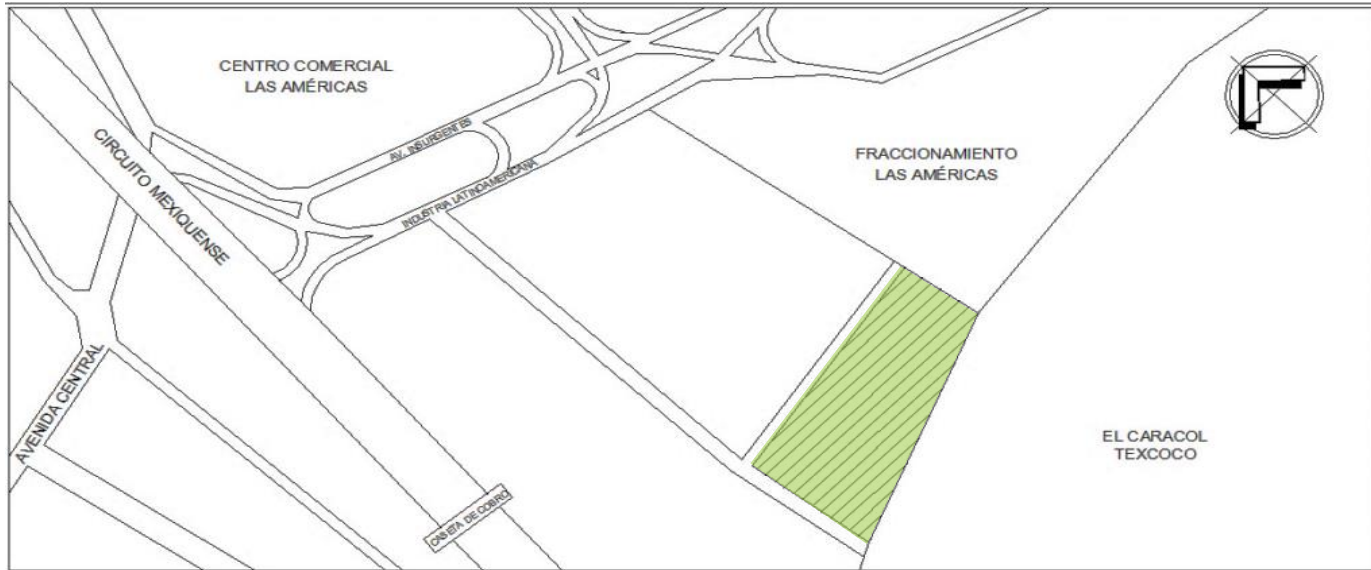 CENTRO COMERCIAL
LAS AMÉRICAS
AV. INSURGENTES
CIRCUITO MEXIQUENSE
FRACCIONAMIENTO
LAS AMÉRICAS
INDUSTRIA LATINOAMERICANA
AVENIDA CENTRAL
EL CARACOL
TEXCOCO
CASETA DE COBRO